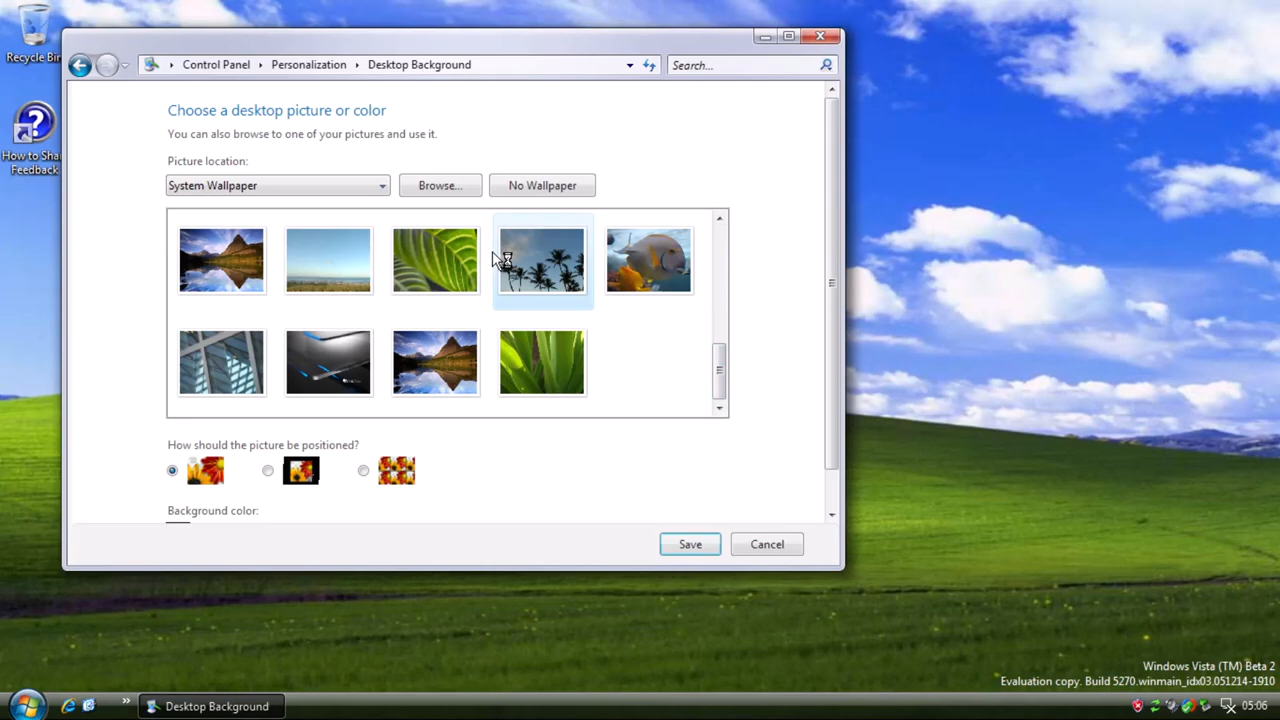 Recycle Bin
How to Sha
Feedback
Control Panel
Personalization
Desktop Background
Search...
Choose a desktop picture or color
You can also browse to one of your pictures and use it.
Picture location:
System Wallpaper
Browse...
No Wallpaper
How should the picture be positioned?
Background color:
Save
Cancel
Windows Vista (TM) Beta 2
Evaluation copy. Build 5270.winmain_idx03.051214-1910
Desktop Background
05:06